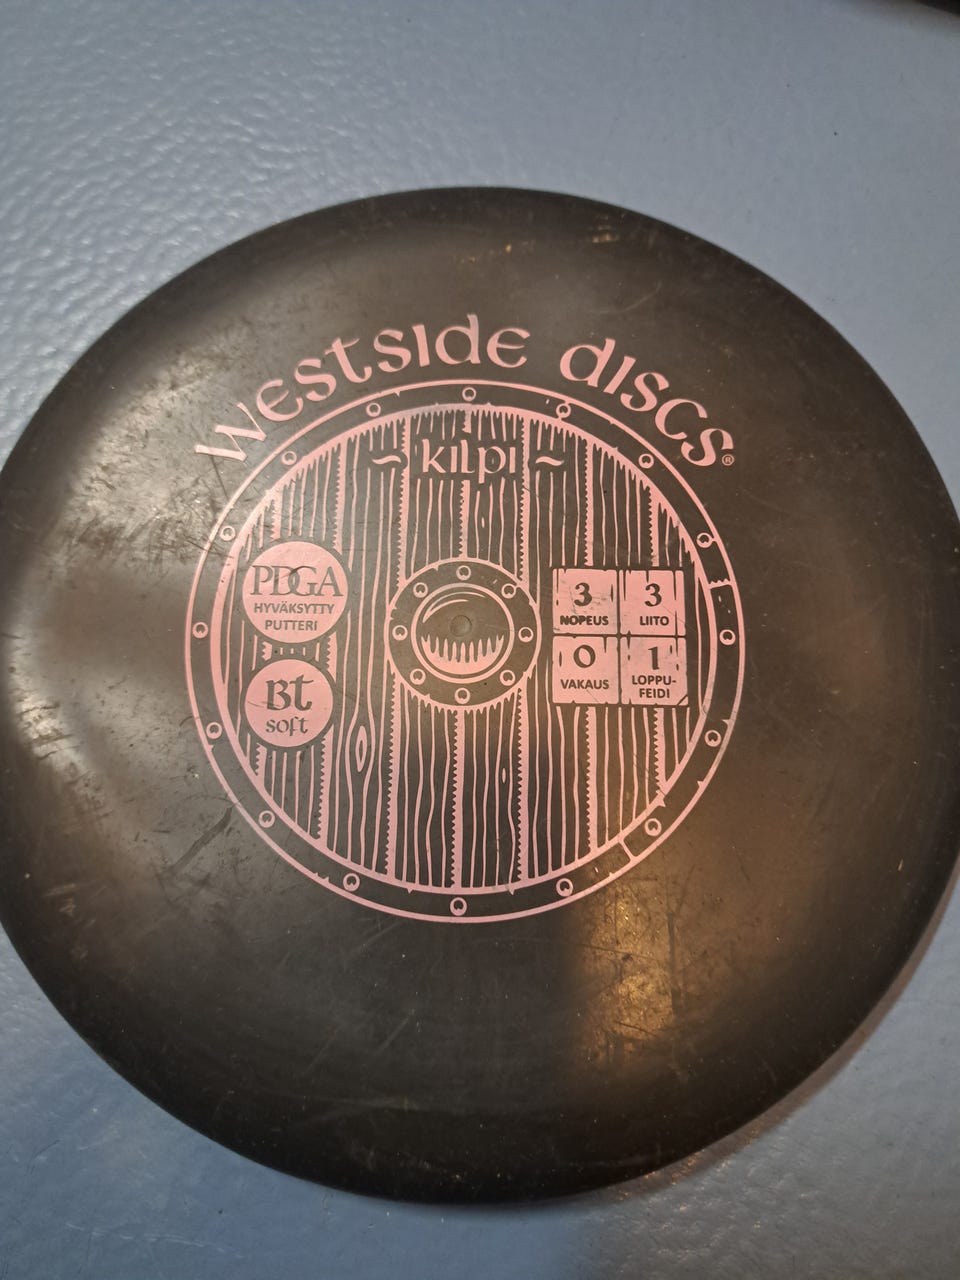 westside discs®
~ kilpi ~
PDGA
HYVÄKSYTTY
PUTTERI
Bt
soft
3 3
NOPEUS LIITO
0 1
VAKAUS LOPPU-
FEIDI